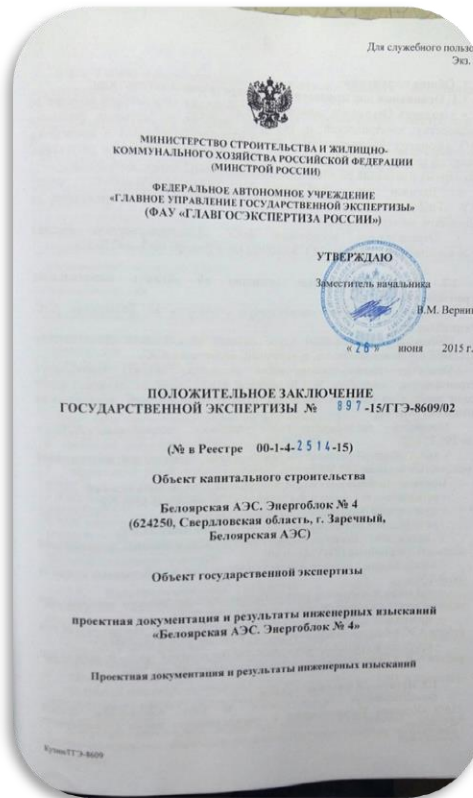 Для служебного
Экз.
МИНИСТЕРСТВО СТРОИТЕЛЬСТВА И ЖИЛИЩНО-
КОММУНАЛЬНОГО ХОЗЯЙСТВА РОССИЙСКОЙ ФЕДЕРАЦИИ
(МИНСТРОЙ РОССИИ)
ФЕДЕРАЛЬНОЕ АВТОНОМНОЕ УЧРЕЖДЕНИЕ
«ГЛАВНОЕ УПРАВЛЕНИЕ ГОСУДАРСТВЕННОЙ ЭКСПЕРТИЗЫ»
(ФАУ «ГЛАВГОСЭКСПЕРТИЗА РОССИИ»)
УТВЕРЖДАЮ
Заместитель начальника
В.М. Верни
« 26 » июня 2015 г.
ПОЛОЖИТЕЛЬНОЕ ЗАКЛЮЧЕНИЕ
ГОСУДАРСТВЕННОЙ ЭКСПЕРТИЗЫ № 897-15/ГГЭ-8609/02
(№ в Реестре 00-1-4-2514-15)
Объект капитального строительства
Белоярская АЭС. Энергоблок № 4
(624250, Свердловская область, г. Заречный,
Белоярская АЭС)
Объект государственной экспертизы
проектная документация и результаты инженерных изысканий
«Белоярская АЭС. Энергоблок № 4»
Проектная документация и результаты инженерных изысканий